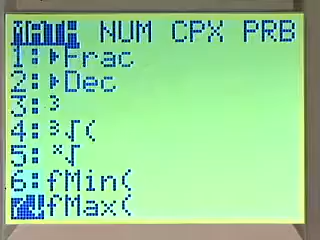 MATH NUM CPX PRB
1:▶Frac
2:▶Dec
3:³
4:³√(
5:ˣ√
6:fMin(
7↓fMax(